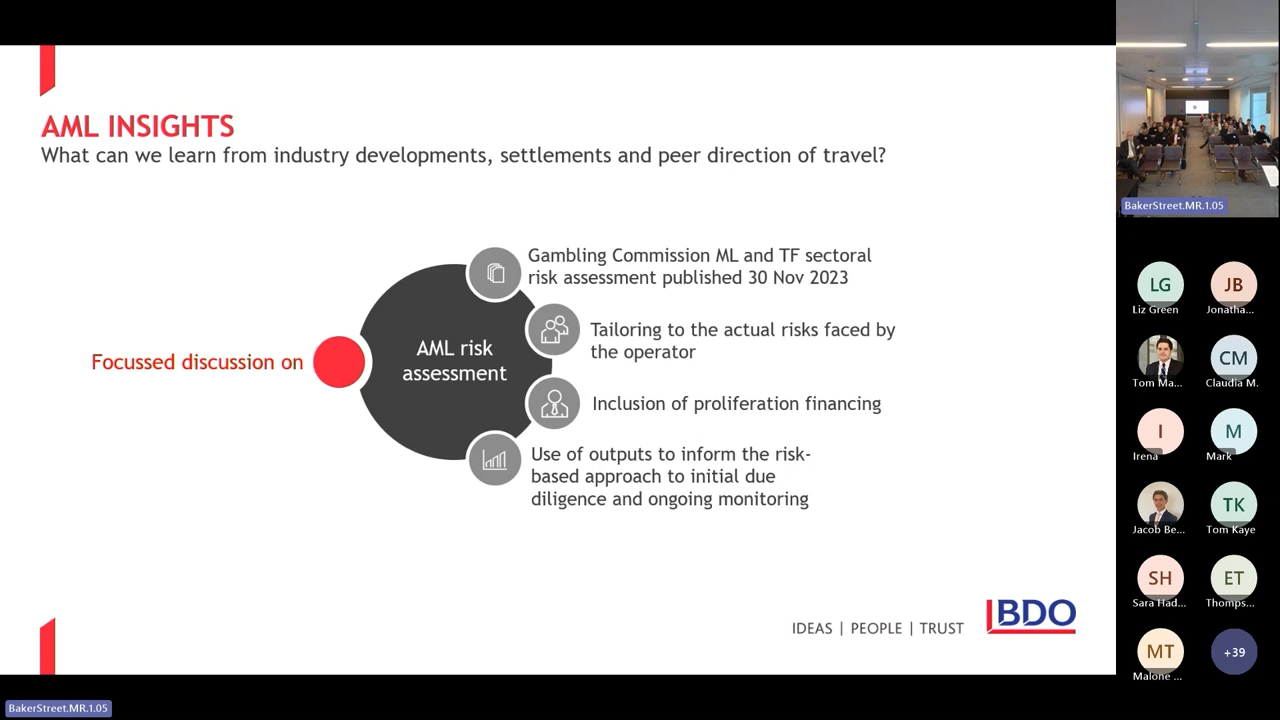 AML INSIGHTS
What can we learn from industry developments, settlements and peer direction of travel?
Focussed discussion on
AML risk
assessment
Gambling Commission ML and TF sectoral
risk assessment published 30 Nov 2023
Tailoring to the actual risks faced by
the operator
Inclusion of proliferation financing
Use of outputs to inform the risk-
based approach to initial due
diligence and ongoing monitoring
IDEAS | PEOPLE | TRUST
BDO
BakerStreet.MR.1.05
LG
Liz Green
JB
Jonatha...
Tom Ma...
CM
Claudia M.
I
Irena
M
Mark
Jacob Be...
TK
Tom Kaye
SH
Sara Had...
ET
Thomps...
MT
Malone ...
+39
BakerStreet.MR.1.05